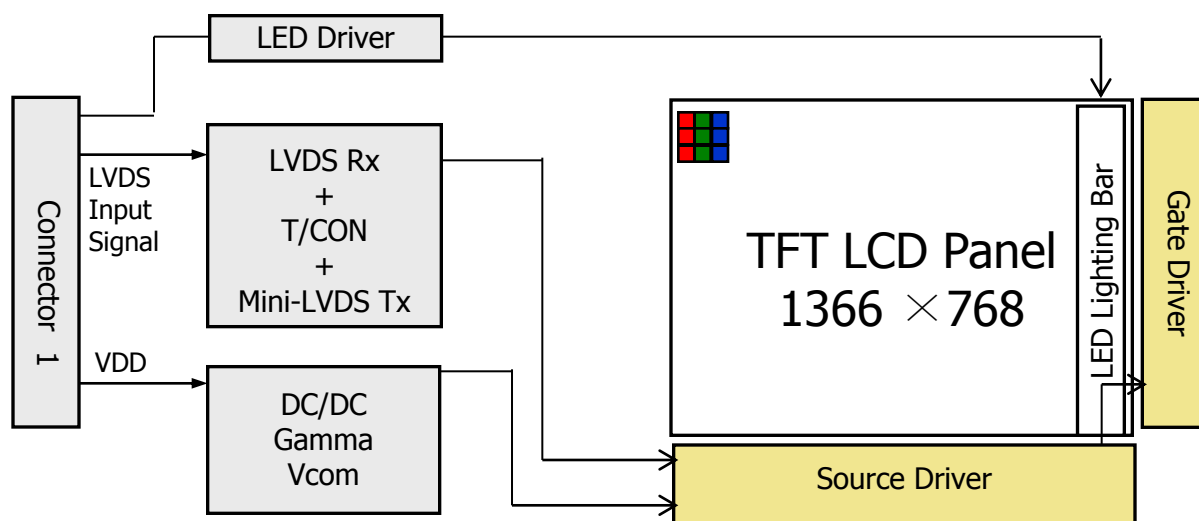 LED Driver
Connector 1
LVDS
Input
Signal
LVDS Rx
+
T/CON
+
Mini-LVDS Tx
VDD
DC/DC
Gamma
Vcom
TFT LCD Panel
1366 ×768
LED Lighting Bar
Gate Driver
Source Driver